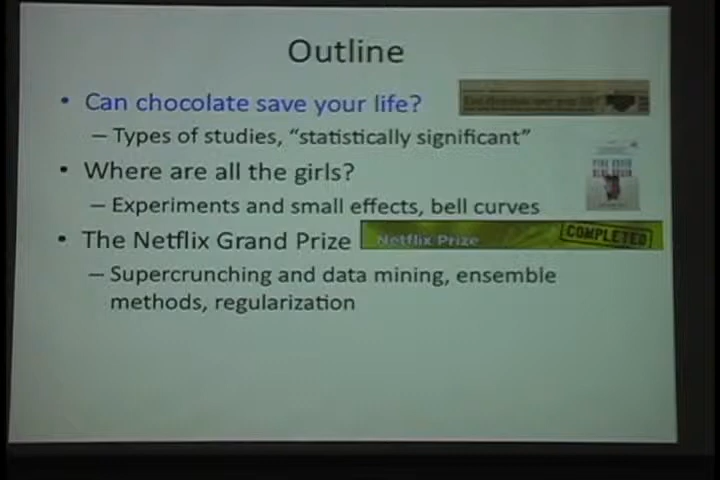 Outline
• Can chocolate save your life?
– Types of studies, “statistically significant”
• Where are all the girls?
– Experiments and small effects, bell curves
• The Netflix Grand Prize
Netflix Prize
COMPLETED
– Supercrunching and data mining, ensemble
methods, regularization